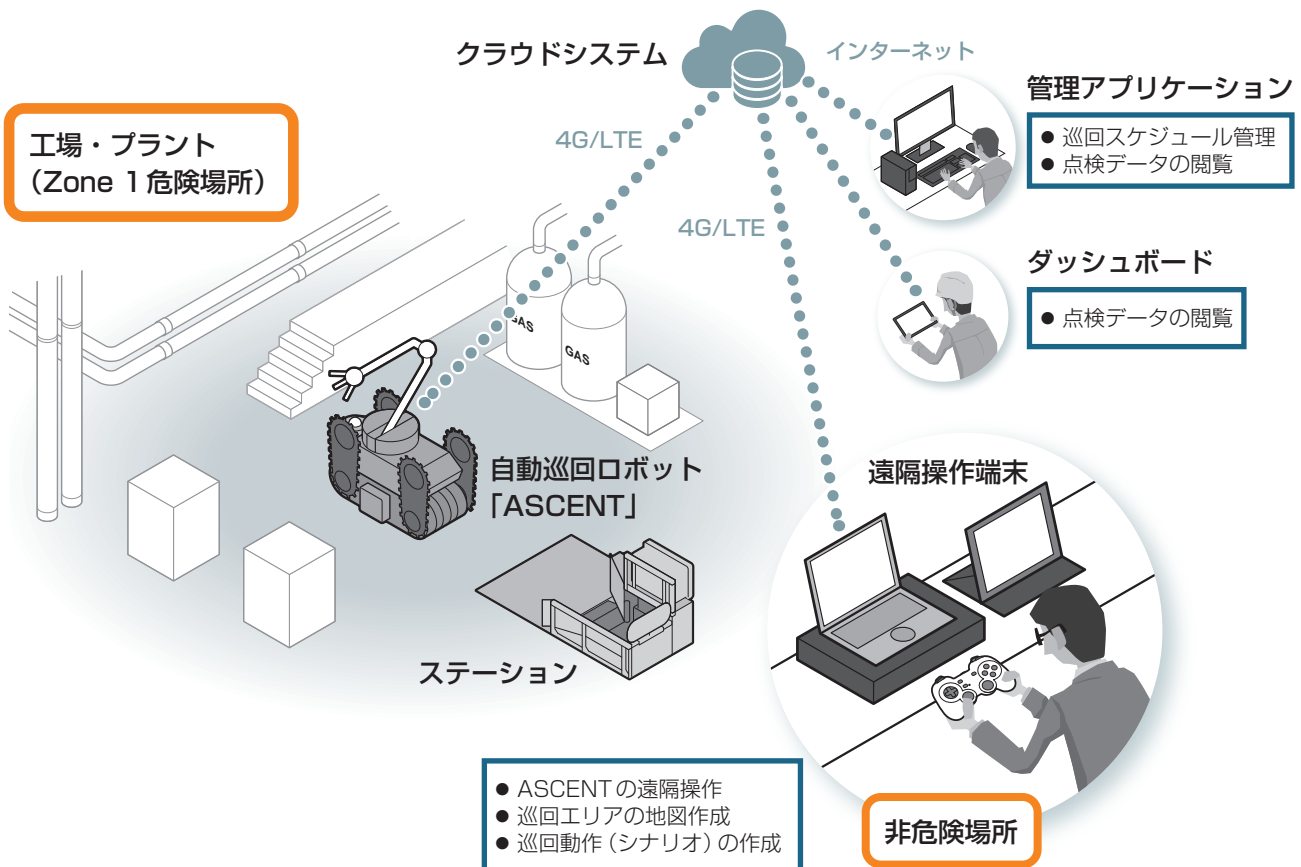 クラウドシステム
インターネット
管理アプリケーション
● 巡回スケジュール管理
● 点検データの閲覧
工場・プラント
（Zone 1危険場所）
4G/LTE
4G/LTE
ダッシュボード
● 点検データの閲覧
GAS
GAS
自動巡回ロボット
「ASCENT」
遠隔操作端末
ステーション
● ASCENTの遠隔操作
● 巡回エリアの地図作成
● 巡回動作（シナリオ）の作成
非危険場所